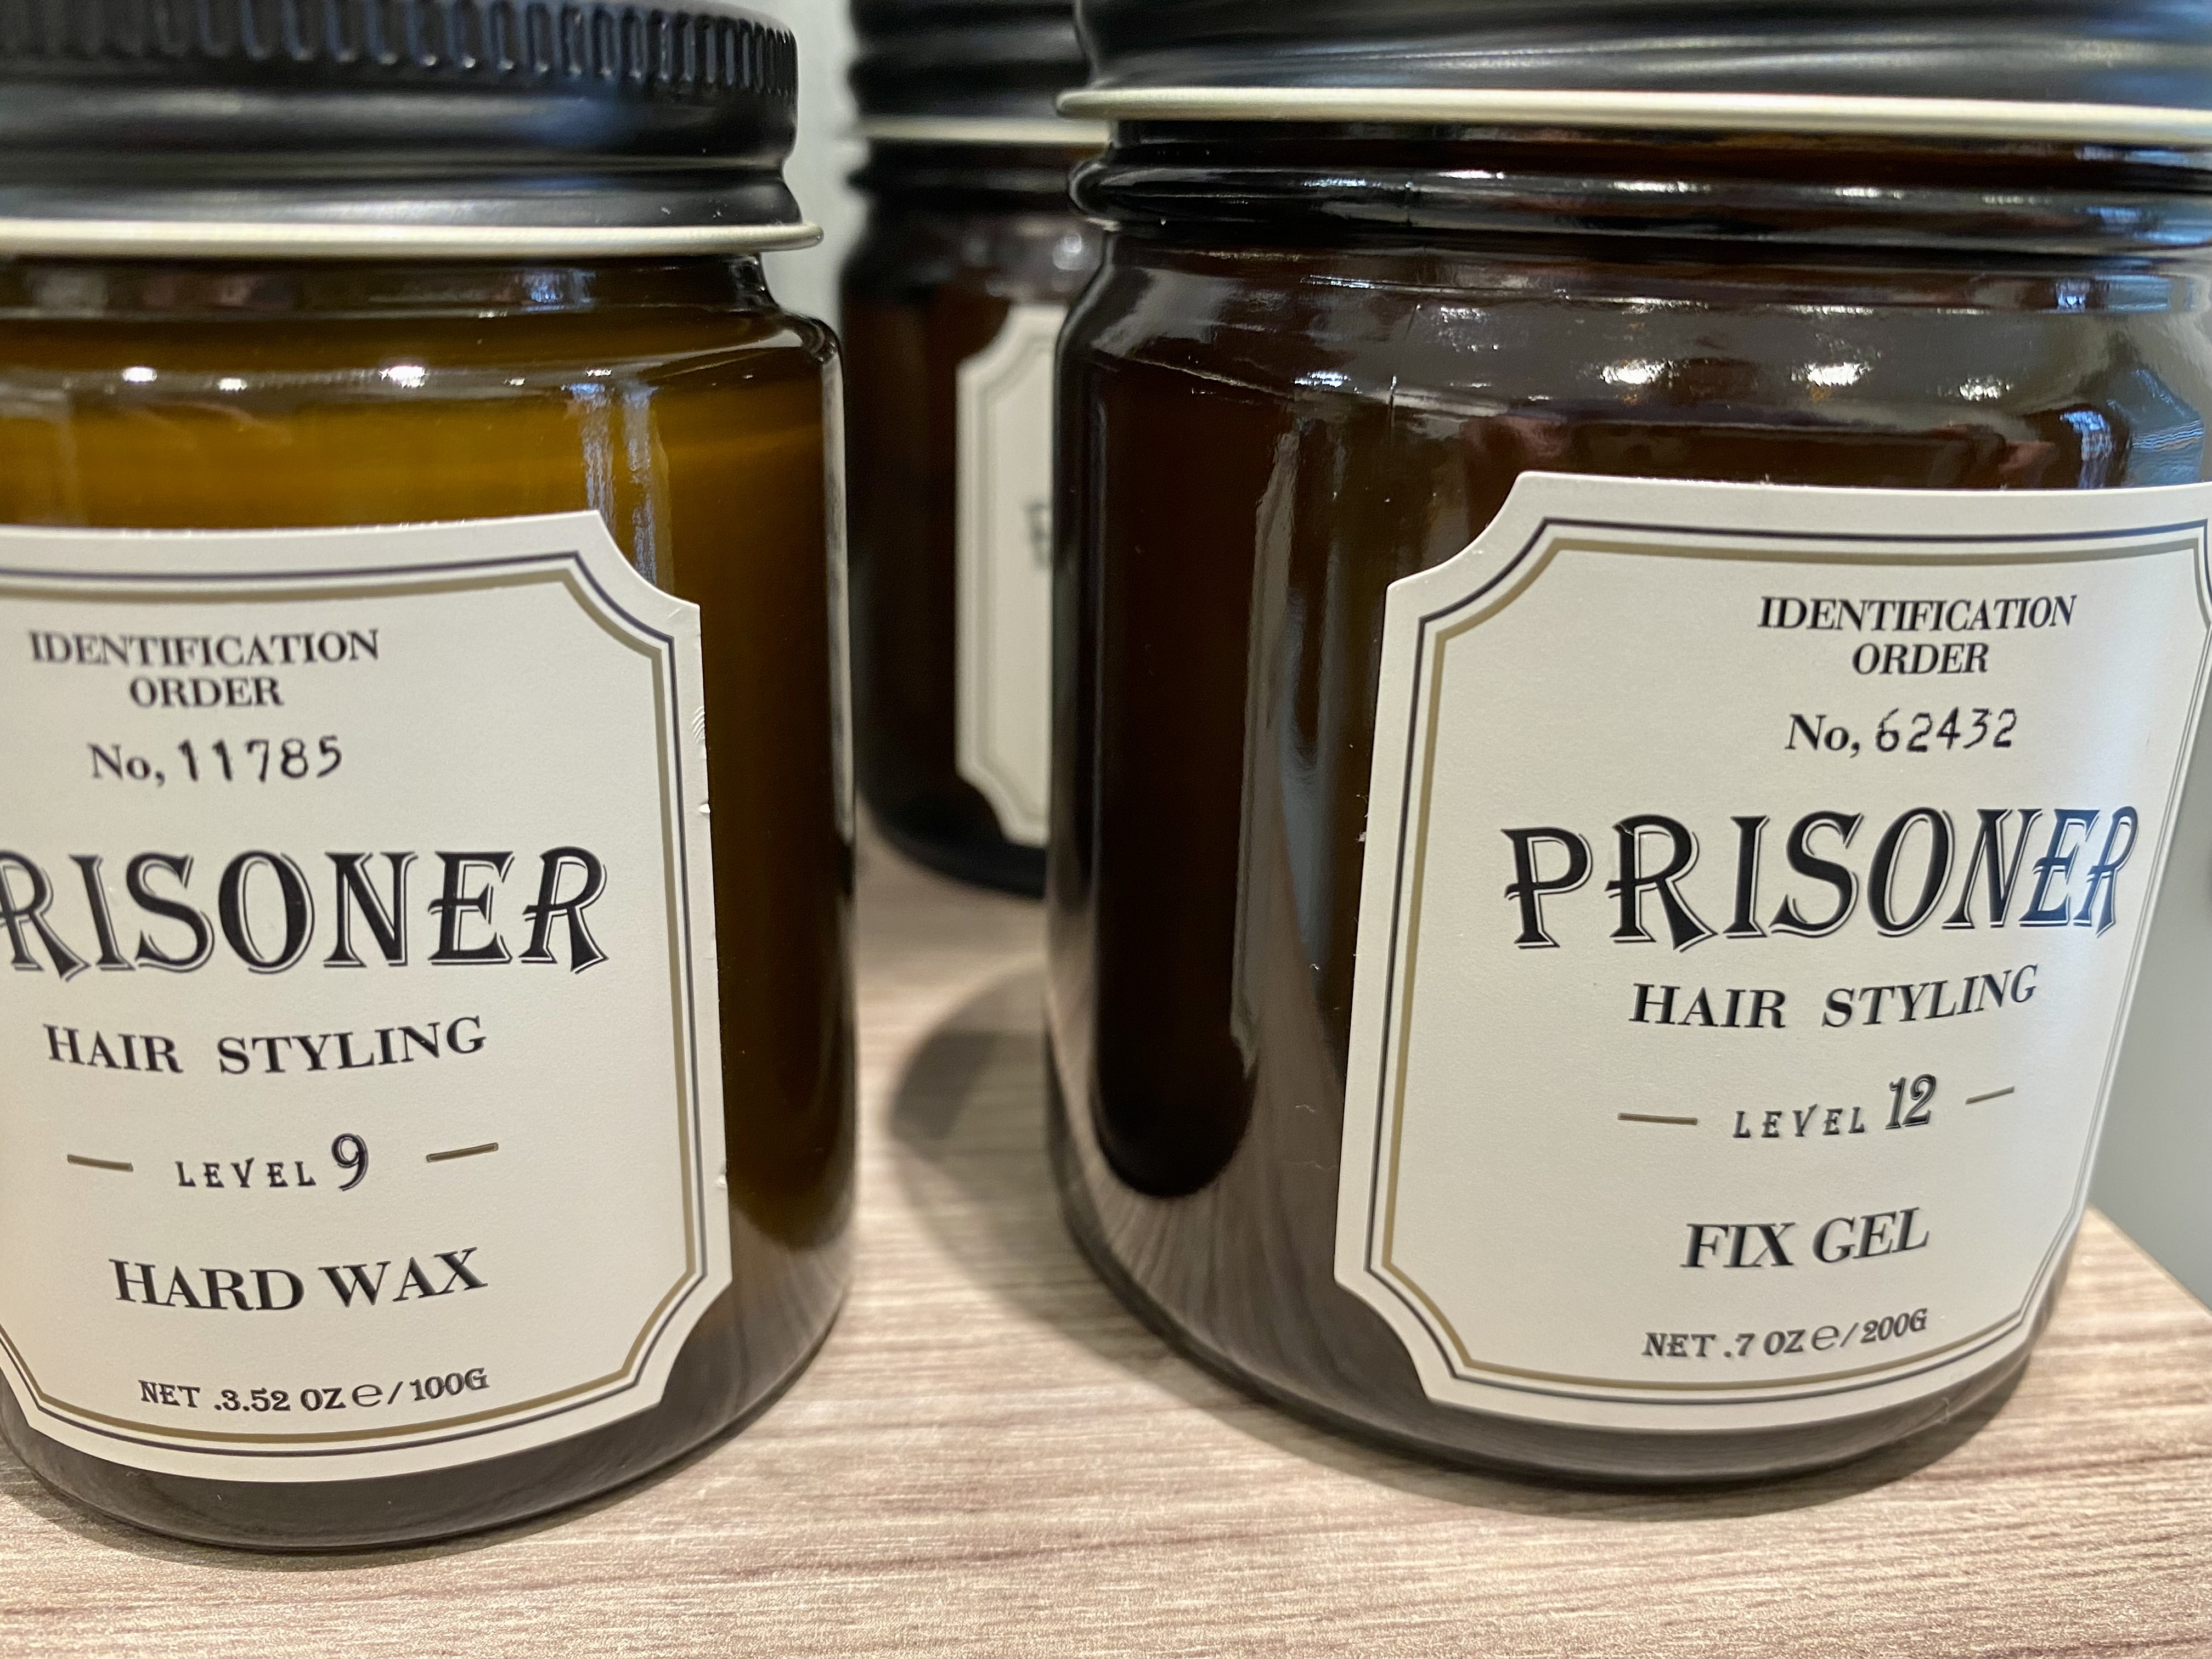 IDENTIFICATION
ORDER
No, 11785
RISONER
HAIR STYLING
LEVEL 9
HARD WAX
NET .3.52 OZ ℮/100G
IDENTIFICATION
ORDER
No, 62432
PRISONER
HAIR STYLING
LEVEL 12
FIX GEL
NET .7 OZ ℮/200G